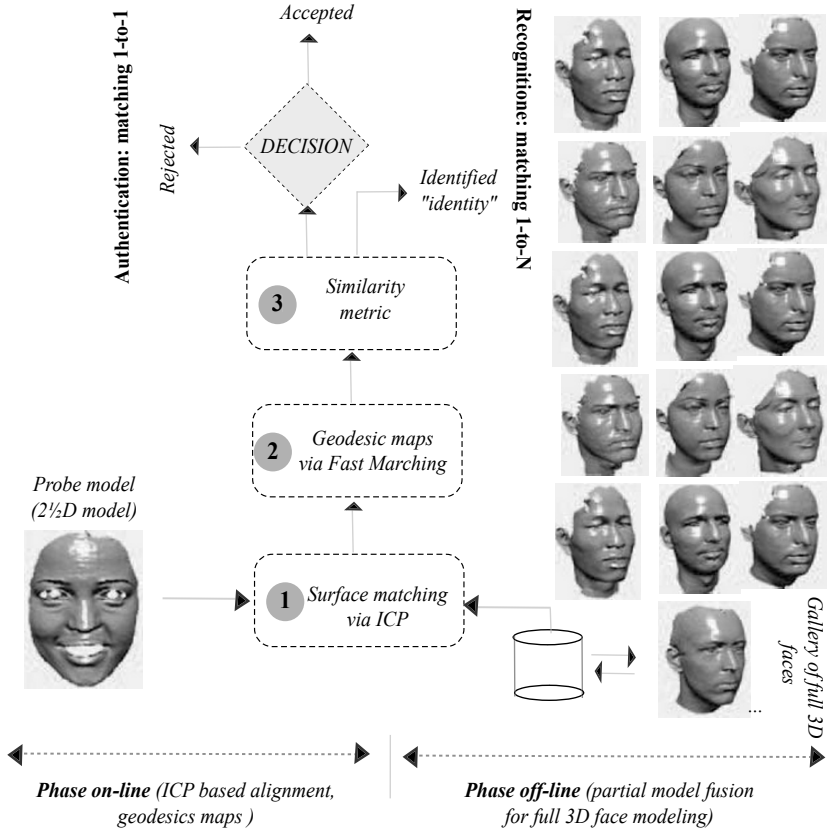 Accepted
Authentication: matching 1-to-1
Recognitione: matching 1-to-N
DECISION
Rejected
Identified
"identity"
3
Similarity
metric
2
Geodesic maps
via Fast Marching
Probe model
(2½D model)
1
Surface matching
via ICP
Gallery of full 3D
faces
...
Phase on-line (ICP based alignment,
geodesics maps )
Phase off-line (partial model fusion
for full 3D face modeling)